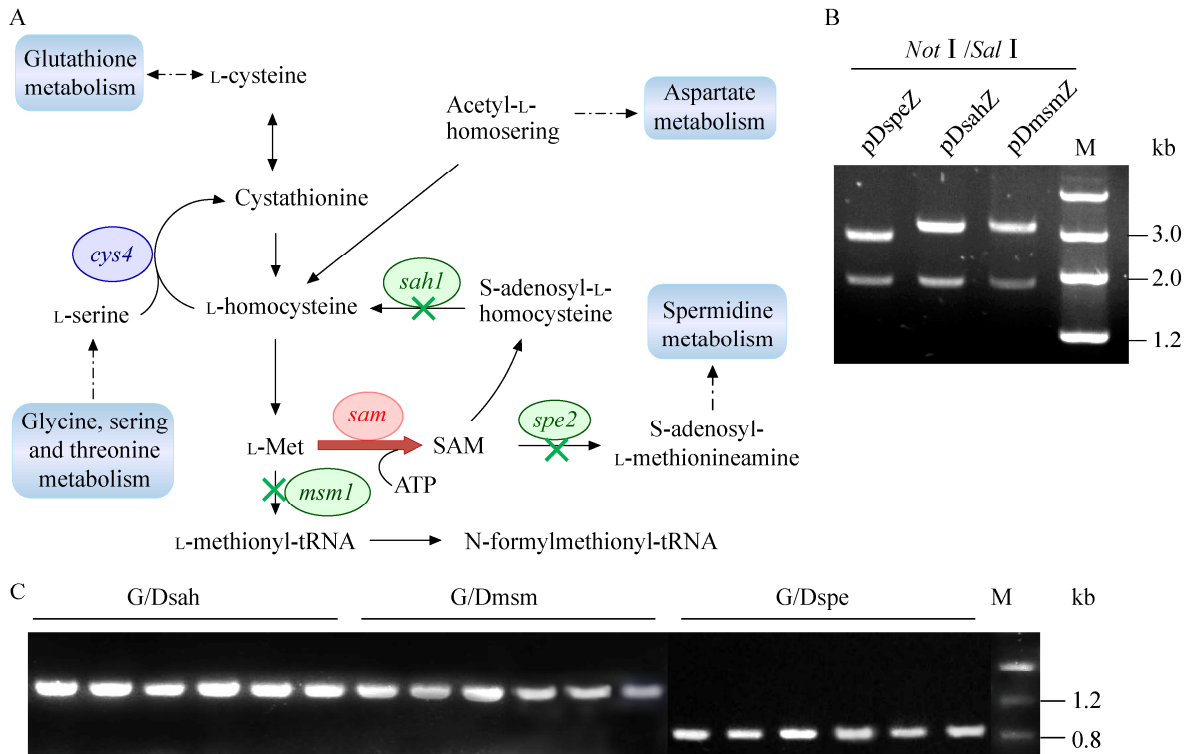 A
Glutathione
metabolism
L-cysteine
Acetyl-L-
homosering
Aspartate
metabolism
Cystathionine
cys4
L-serine
L-homocysteine
sah1
S-adenosyl-L-
homocysteine
Spermidine
metabolism
Glycine, sering
and threonine
metabolism
L-Met
sam
SAM
ATP
spe2
S-adenosyl-
L-methionineamine
msm1
L-methionyl-tRNA
N-formylmethionyl-tRNA
B
Not Ⅰ/Sal Ⅰ
pDspeZ
pDsahZ
pDmsmZ
M
kb
3.0
2.0
1.2
C
G/Dsah
G/Dmsm
G/Dspe
M
kb
1.2
0.8